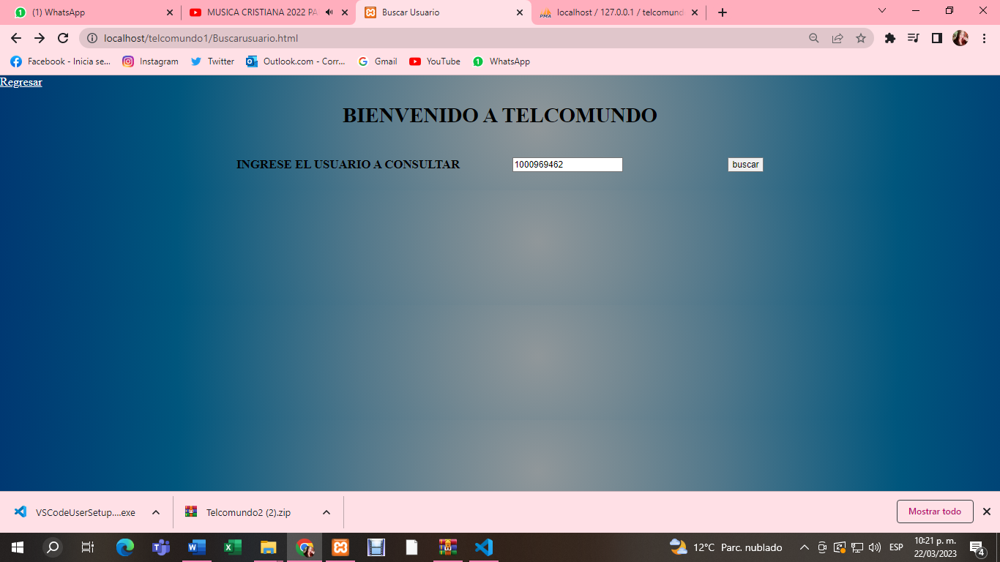 (1) WhatsApp
MUSICA CRISTIANA 2022 PA
Buscar Usuario
localhost / 127.0.0.1 / telcomund
localhost/telcomundo1/Buscarusuario.html
Facebook - Inicia se...
Instagram
Twitter
Outlook.com - Corr...
Gmail
YouTube
WhatsApp
Regresar
BIENVENIDO A TELCOMUNDO
INGRESE EL USUARIO A CONSULTAR
1000969462
buscar
VSCodeUserSetup....exe
Telcomundo2 (2).zip
Mostrar todo
12°C Parc. nublado
ESP
10:21 p. m.
22/03/2023
4